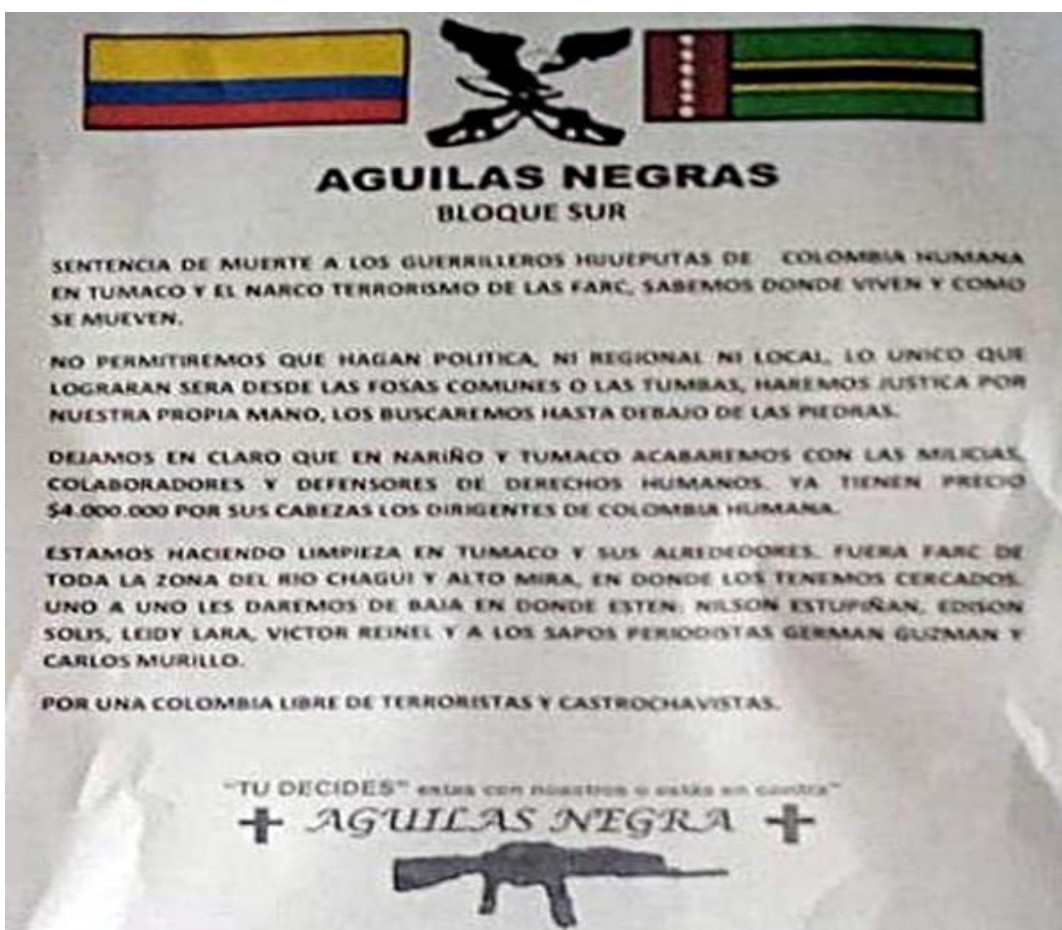 AGUILAS NEGRAS
BLOQUE SUR
SENTENCIA DE MUERTE A LOS GUERRILLEROS HIJUEPUTAS DE COLOMBIA HUMANA
EN TUMACO Y EL NARCO TERRORISMO DE LAS FARC, SABEMOS DONDE VIVEN Y COMO
SE MUEVEN.
NO PERMITIREMOS QUE HAGAN POLITICA, NI REGIONAL NI LOCAL, LO UNICO QUE
LOGRARAN SERA DESDE LAS FOSAS COMUNES O LAS TUMBAS, HAREMOS JUSTICA POR
NUESTRA PROPIA MANO, LOS BUSCAREMOS HASTA DEBAJO DE LAS PIEDRAS.
DEJAMOS EN CLARO QUE EN NARIÑO Y TUMACO ACABAREMOS CON LAS MILICIAS,
COLABORADORES Y DEFENSORES DE DERECHOS HUMANOS. YA TIENEN PRECIO
$4.000.000 POR SUS CABEZAS LOS DIRIGENTES DE COLOMBIA HUMANA.
ESTAMOS HACIENDO LIMPIEZA EN TUMACO Y SUS ALREDEDORES. FUERA FARC DE
TODA LA ZONA DEL RIO CHAGUI Y ALTO MIRA, EN DONDE LOS TENEMOS CERCADOS.
UNO A UNO LES DAREMOS DE BAJA EN DONDE ESTEN: NILSON ESTUPIÑAN, EDISON
SOLIS, LEIDY LARA, VICTOR REINEL Y A LOS SAPOS PERIODISTAS GERMAN GUZMAN Y
CARLOS MURILLO.
POR UNA COLOMBIA LIBRE DE TERRORISTAS Y CASTROCHAVISTAS.
"TU DECIDES" estas con nosotros o estás en contra"
AGUILAS NEGRA